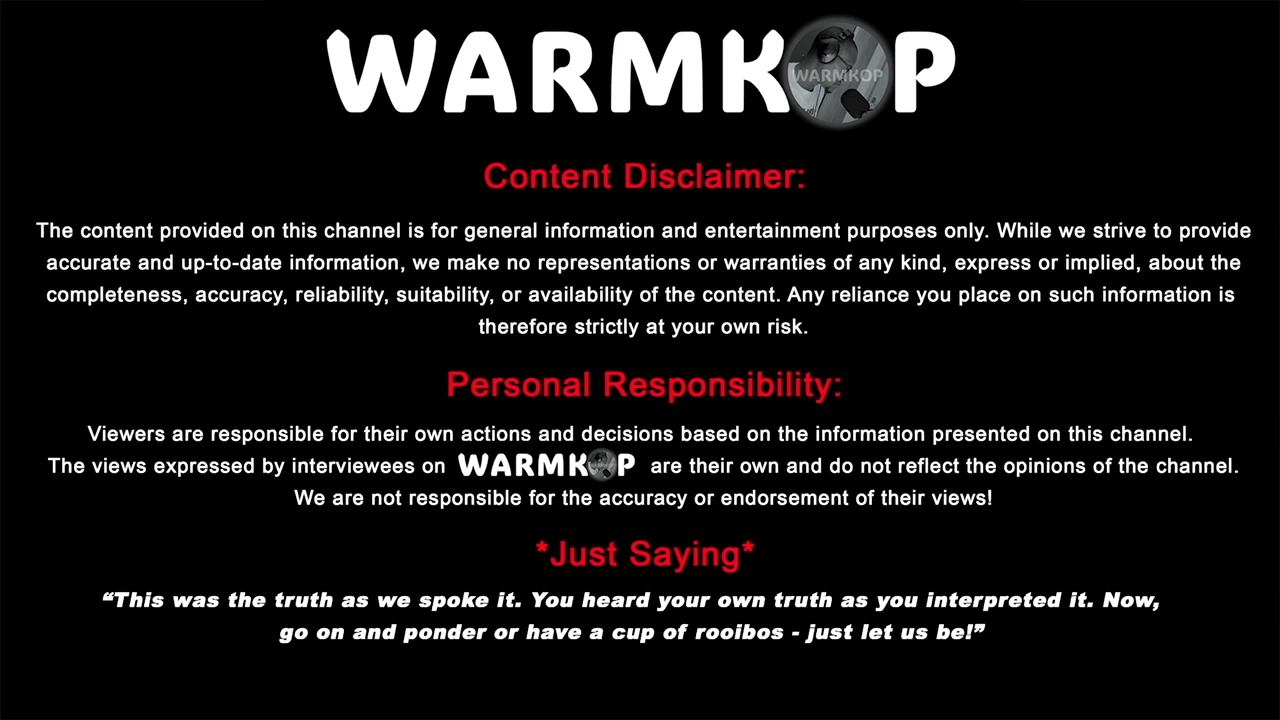 WARMKOP
WARMKOP
Content Disclaimer:
The content provided on this channel is for general information and entertainment purposes only. While we strive to provide
accurate and up-to-date information, we make no representations or warranties of any kind, express or implied, about the
completeness, accuracy, reliability, suitability, or availability of the content. Any reliance you place on such information is
therefore strictly at your own risk.
Personal Responsibility:
Viewers are responsible for their own actions and decisions based on the information presented on this channel.
The views expressed by interviewees on WARMKOP are their own and do not reflect the opinions of the channel.
We are not responsible for the accuracy or endorsement of their views!
*Just Saying*
“This was the truth as we spoke it. You heard your own truth as you interpreted it. Now,
go on and ponder or have a cup of rooibos - just let us be!”